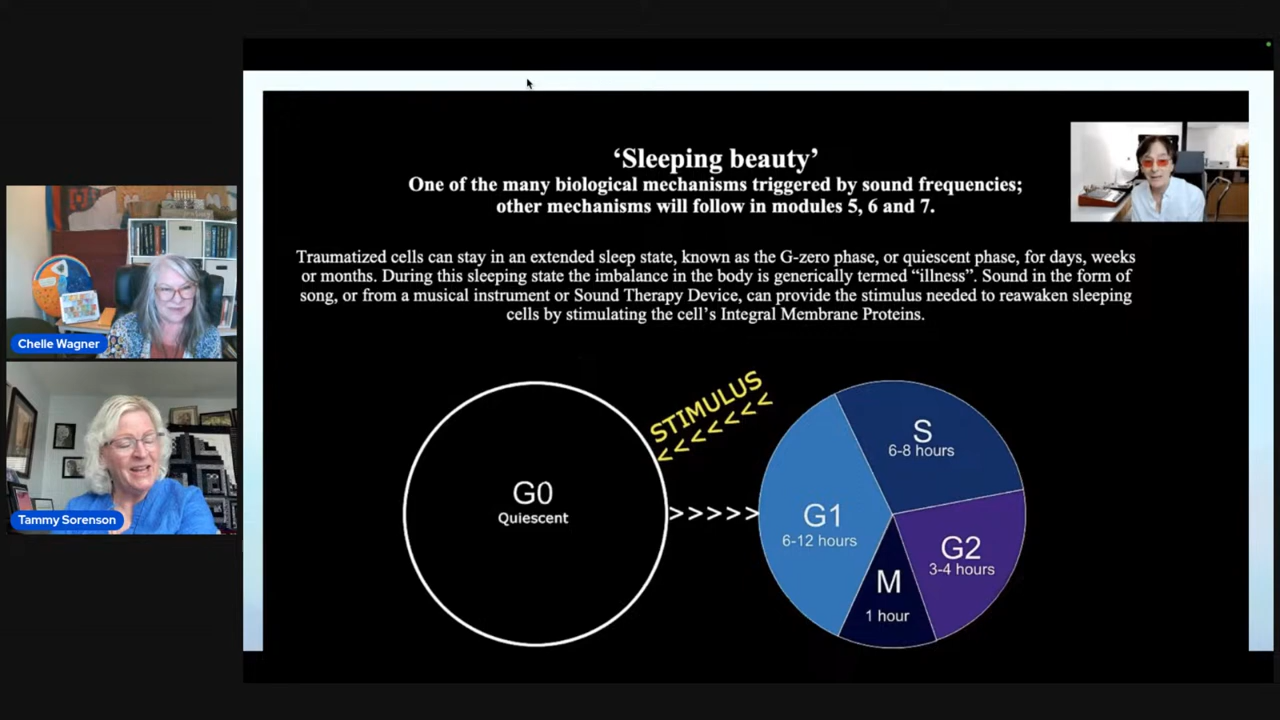 ‘Sleeping beauty’
One of the many biological mechanisms triggered by sound frequencies;
other mechanisms will follow in modules 5, 6 and 7.
Traumatized cells can stay in an extended sleep state, known as the G-zero phase, or quiescent phase, for days, weeks
or months. During this sleeping state the imbalance in the body is generically termed “illness”. Sound in the form of
song, or from a musical instrument or Sound Therapy Device, can provide the stimulus needed to reawaken sleeping
cells by stimulating the cell’s Integral Membrane Proteins.
Chelle Wagner
Tammy Sorenson
STIMULUS
<<<<<<<
G0
Quiescent
>>>>>
G1
6-12 hours
S
6-8 hours
G2
3-4 hours
M
1 hour